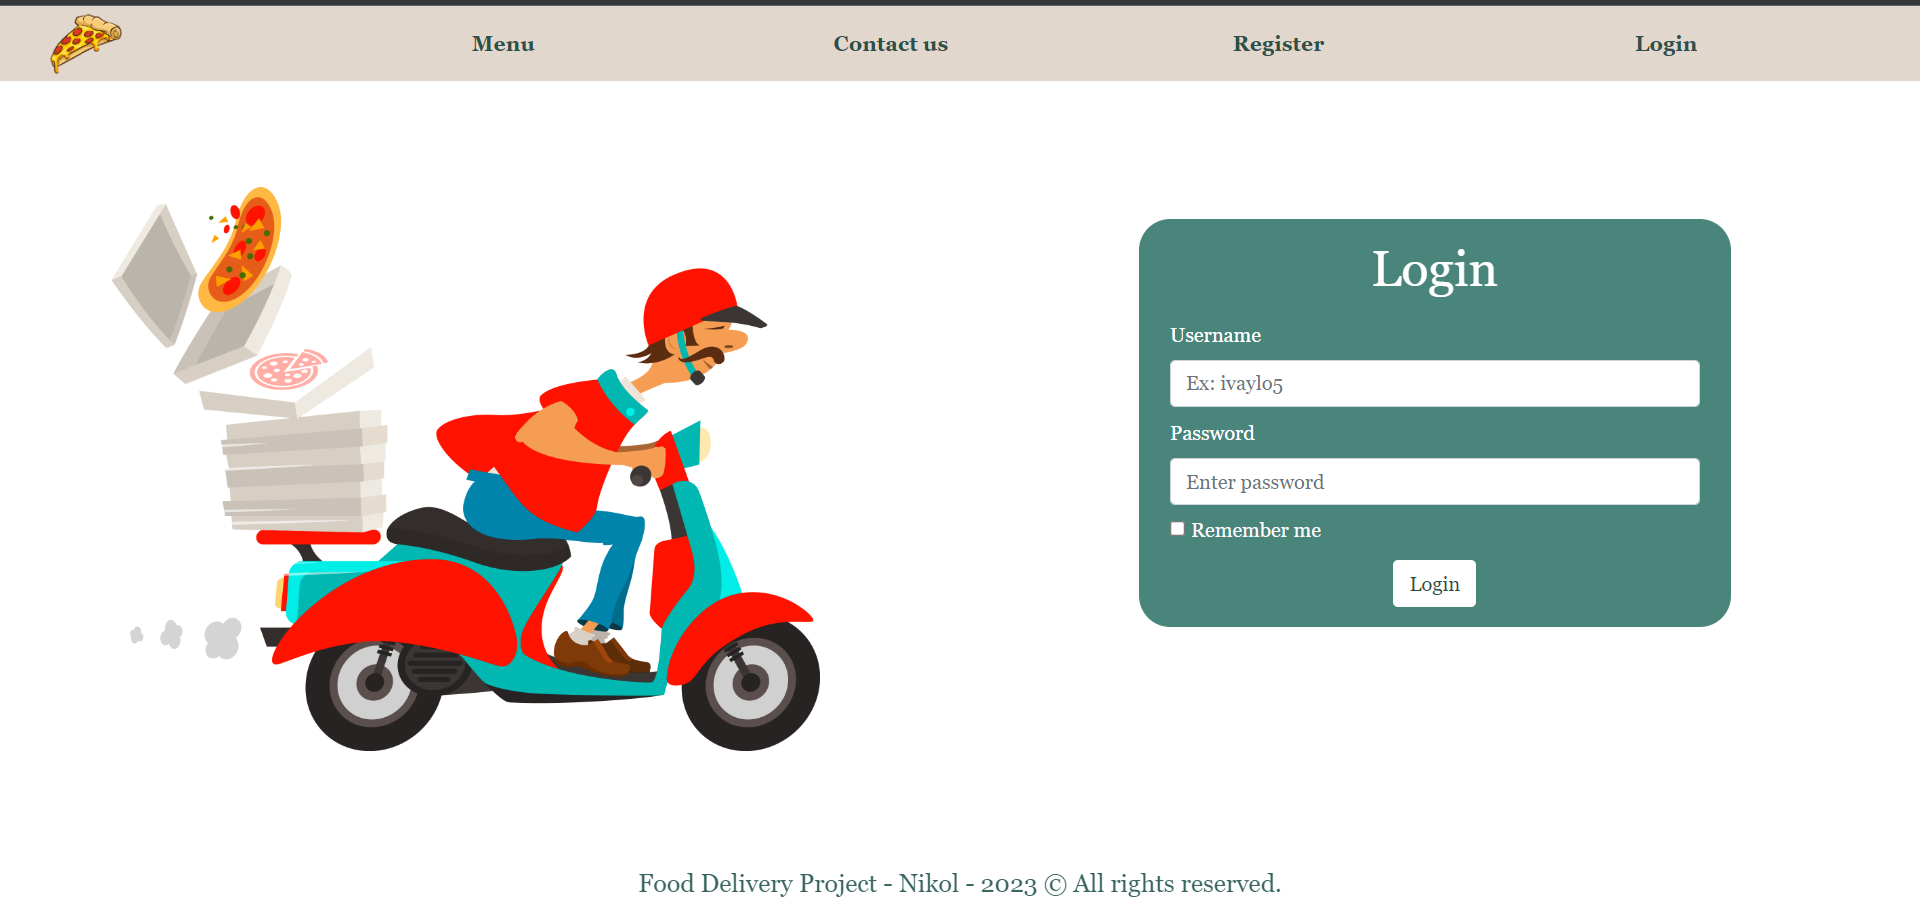 Menu
Contact us
Register
Login
Login
Username
Ex: ivaylo5
Password
Enter password
Remember me
Login
Food Delivery Project - Nikol - 2023 © All rights reserved.